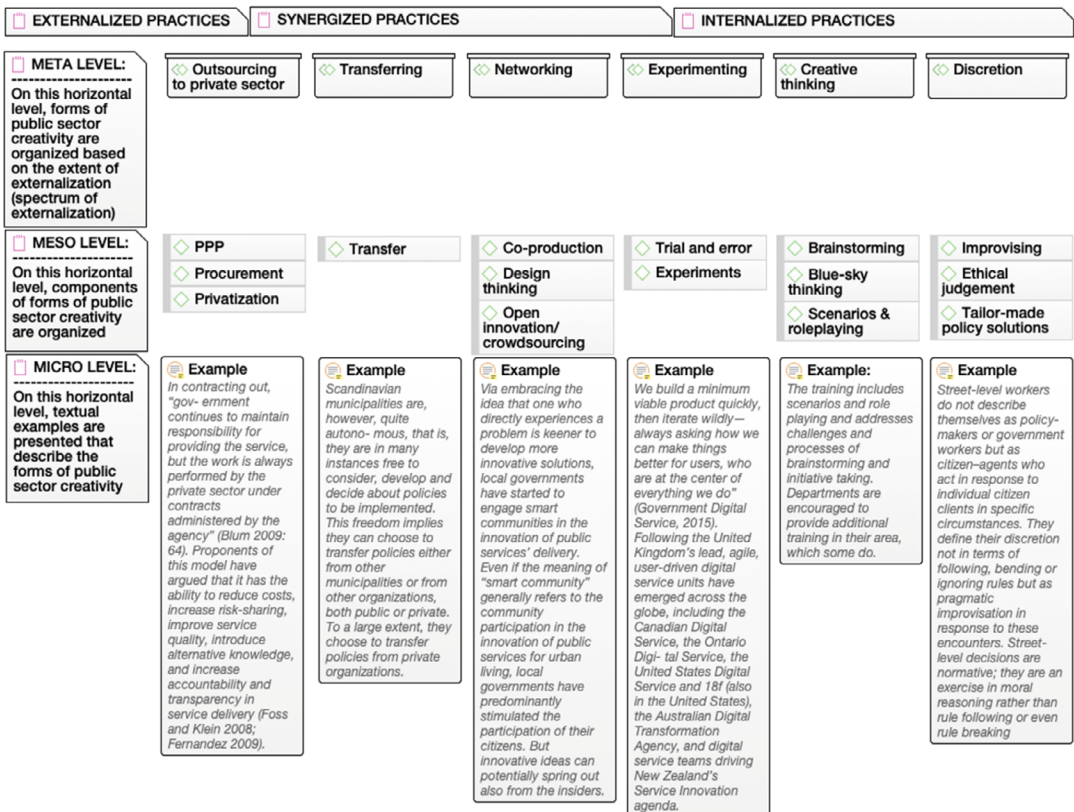 EXTERNALIZED PRACTICES
SYNERGIZED PRACTICES
INTERNALIZED PRACTICES
META LEVEL:
----------------------
On this horizontal
level, forms of
public sector
creativity are
organized based
on the extent of
externalization
(spectrum of
externalization)
Outsourcing
to private sector
Transferring
Networking
Experimenting
Creative
thinking
Discretion
MESO LEVEL:
----------------------
On this horizontal
level, components
of forms of public
sector creativity
are organized
PPP
Procurement
Privatization
Transfer
Co-production
Design
thinking
Open
innovation/
crowdsourcing
Trial and error
Experiments
Brainstorming
Blue-sky
thinking
Scenarios &
roleplaying
Improvising
Ethical
judgement
Tailor-made
policy solutions
MICRO LEVEL:
----------------------
On this horizontal
level, textual
examples are
presented that
describe the
forms of public
sector creativity
Example
In contracting out,
“gov- ernment
continues to maintain
responsibility for
providing the service,
but the work is always
performed by the
private sector under
contracts
administered by the
agency” (Blum 2009:
64). Proponents of
this model have
argued that it has the
ability to reduce costs,
increase risk-sharing,
improve service
quality, introduce
alternative knowledge,
and increase
accountability and
transparency in
service delivery (Foss
and Klein 2008;
Fernandez 2009).
Example
Scandinavian
municipalities are,
however, quite
autono- mous, that is,
they are in many
instances free to
consider, develop and
decide about policies
to be implemented.
This freedom implies
they can choose to
transfer policies either
from other
municipalities or from
other organizations,
both public or private.
To a large extent, they
choose to transfer
policies from private
organizations.
Example
Via embracing the
idea that one who
directly experiences a
problem is keener to
develop more
innovative solutions,
local governments
have started to
engage smart
communities in the
innovation of public
services’ delivery.
Even if the meaning of
“smart community”
generally refers to the
community
participation in the
innovation of public
services for urban
living, local
governments have
predominantly
stimulated the
participation of their
citizens. But
innovative ideas can
potentially spring out
also from the insiders.
Example
We build a minimum
viable product quickly,
then iterate wildly—
always asking how we
can make things
better for users, who
are at the center of
everything we do”
(Government Digital
Service, 2015).
Following the United
Kingdom’s lead, agile,
user-driven digital
service units have
emerged across the
globe, including the
Canadian Digital
Service, the Ontario
Digi- tal Service, the
United States Digital
Service and 18f (also
in the United States),
the Australian Digital
Transformation
Agency, and digital
service teams driving
New Zealand’s
Service Innovation
agenda.
Example:
The training includes
scenarios and role
playing and addresses
challenges and
processes of
brainstorming and
initiative taking.
Departments are
encouraged to
provide additional
training in their area,
which some do.
Example
Street-level workers
do not describe
themselves as policy-
makers or government
workers but as
citizen–agents who
act in response to
individual citizen
clients in specific
circumstances. They
define their discretion
not in terms of
following, bending or
ignoring rules but as
pragmatic
improvisation in
response to these
encounters. Street-
level decisions are
normative; they are an
exercise in moral
reasoning rather than
rule following or even
rule breaking